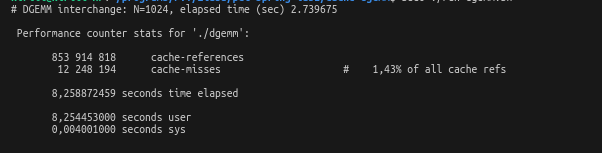 # DGEMM interchange: N=1024, elapsed time (sec) 2.739675
Performance counter stats for './dgemm':
853 914 818 cache-references
12 248 194 cache-misses # 1,43% of all cache refs
8,258872459 seconds time elapsed
8,254453000 seconds user
0,004001000 seconds sys